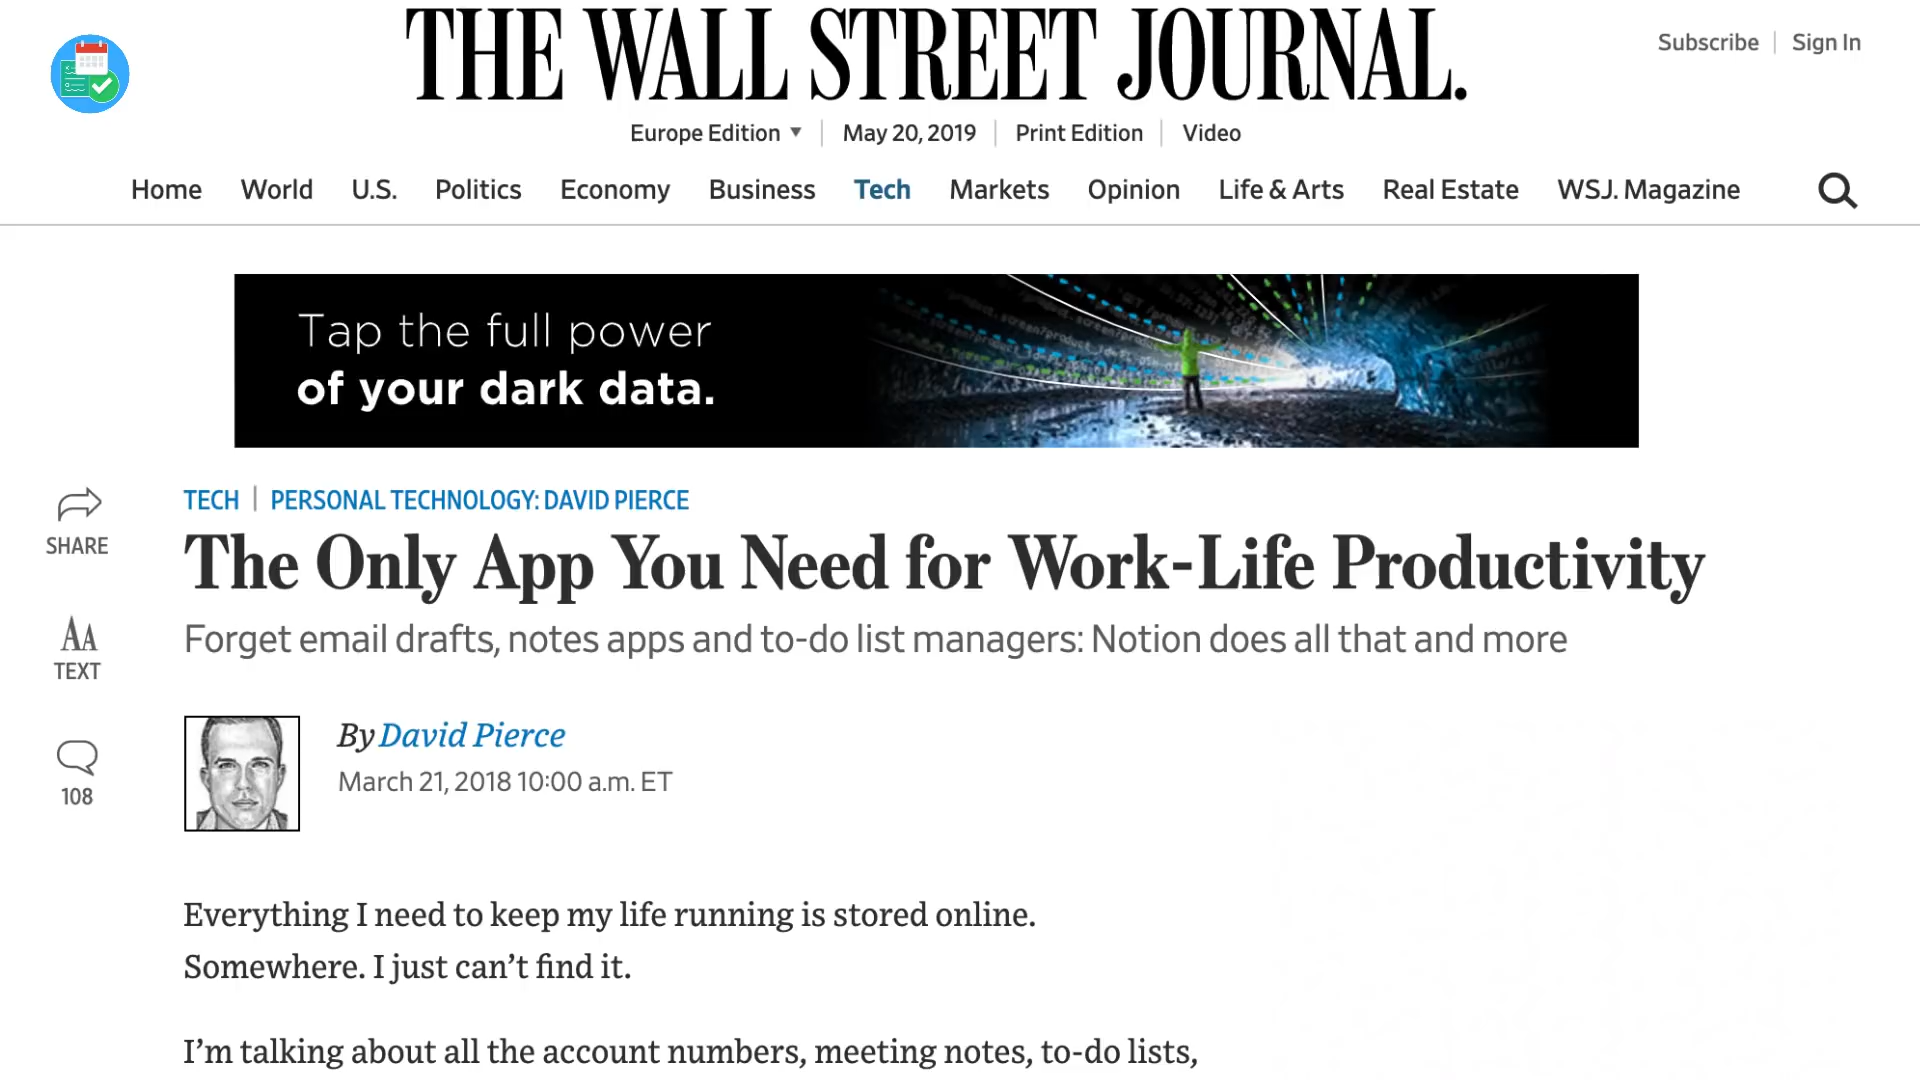 THE WALL STREET JOURNAL.
Subscribe | Sign In
Europe Edition ▼ | May 20, 2019 | Print Edition | Video
Home World U.S. Politics Economy Business Tech Markets Opinion Life & Arts Real Estate WSJ. Magazine
Tap the full power
of your dark data.
SHARE
TECH | PERSONAL TECHNOLOGY: DAVID PIERCE
The Only App You Need for Work-Life Productivity
Forget email drafts, notes apps and to-do list managers: Notion does all that and more
AA
TEXT
By David Pierce
March 21, 2018 10:00 a.m. ET
108
Everything I need to keep my life running is stored online.
Somewhere. I just can’t find it.
I’m talking about all the account numbers, meeting notes, to-do lists,